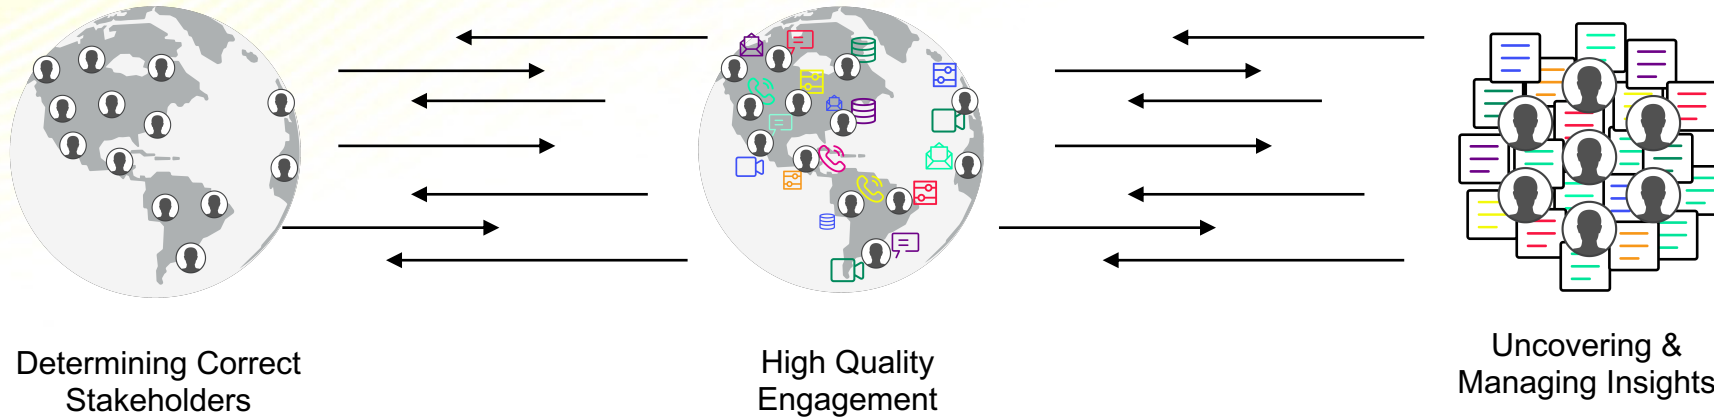 Determining Correct
Stakeholders
High Quality
Engagement
Uncovering &
Managing Insights